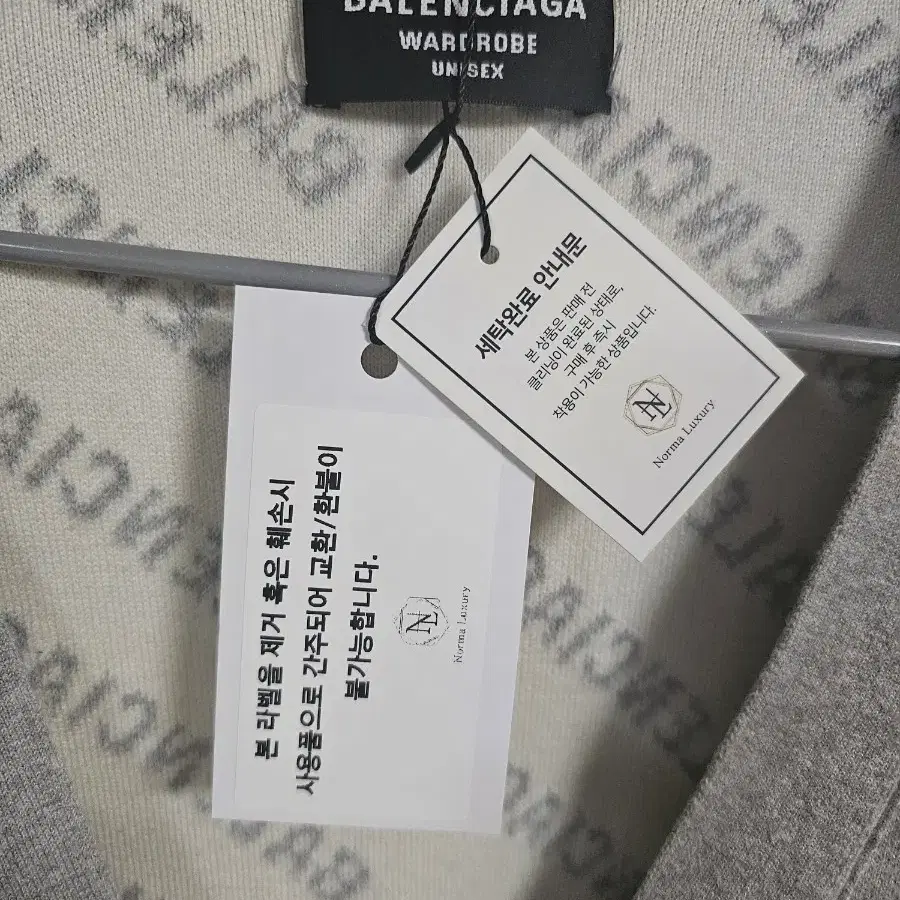 BALENCIAGA
WARDROBE
UNISEX
세탁완료 안내문
본 상품은 판매 전
클리닝이 완료된 상태로,
구매 후 즉시
착용이 가능한 상품입니다.
NL
Norma Luxury
본 라벨을 제거 혹은 훼손시
사용품으로 간주되어 교환/환불이
불가능합니다.
NL
Norma Luxury